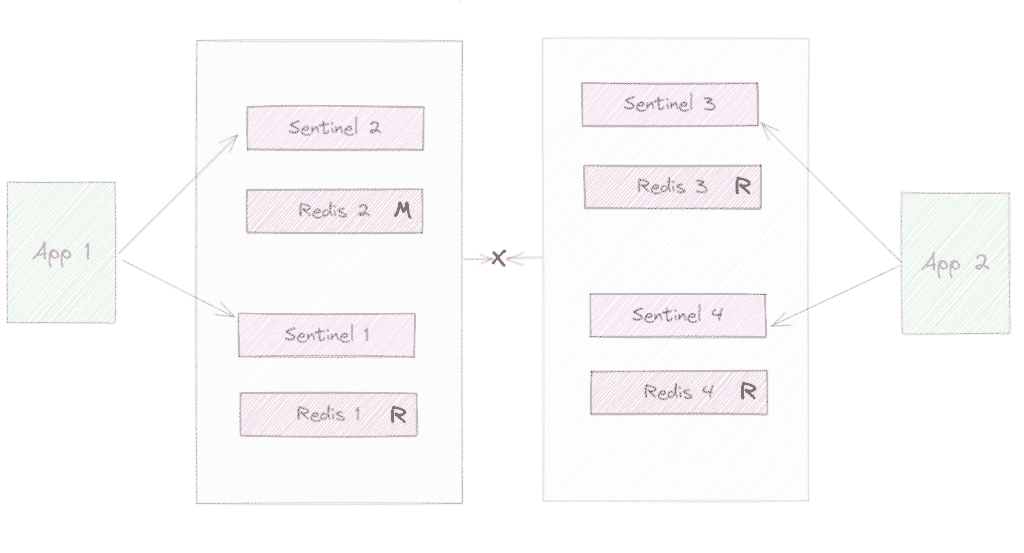 Sentinel 2
Redis 2 M
App 1
Sentinel 1
Redis 1 R
X
Sentinel 3
Redis 3 R
Sentinel 4
Redis 4 R
App 2